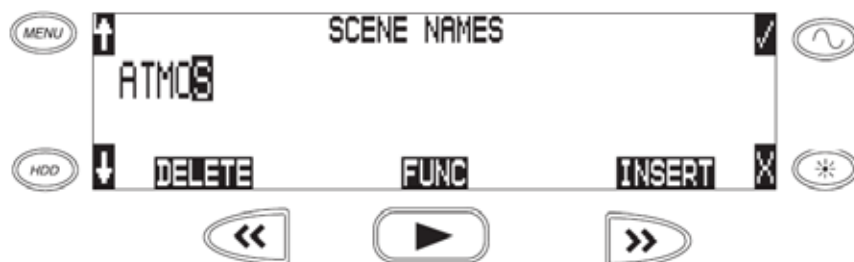 MENU
SCENE NAMES
ATMOS
HDD
DELETE FUNC INSERT X